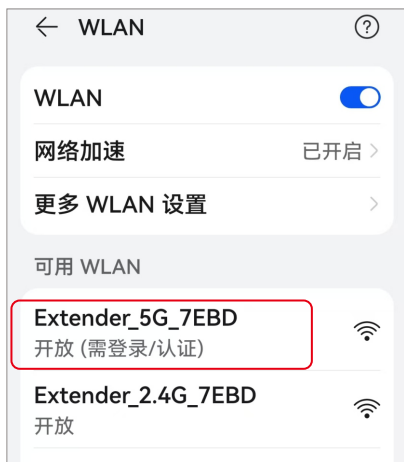 WLAN
WLAN
网络加速 已开启
更多 WLAN 设置
可用 WLAN
Extender_5G_7EBD
开放 (需登录/认证)
Extender_2.4G_7EBD
开放